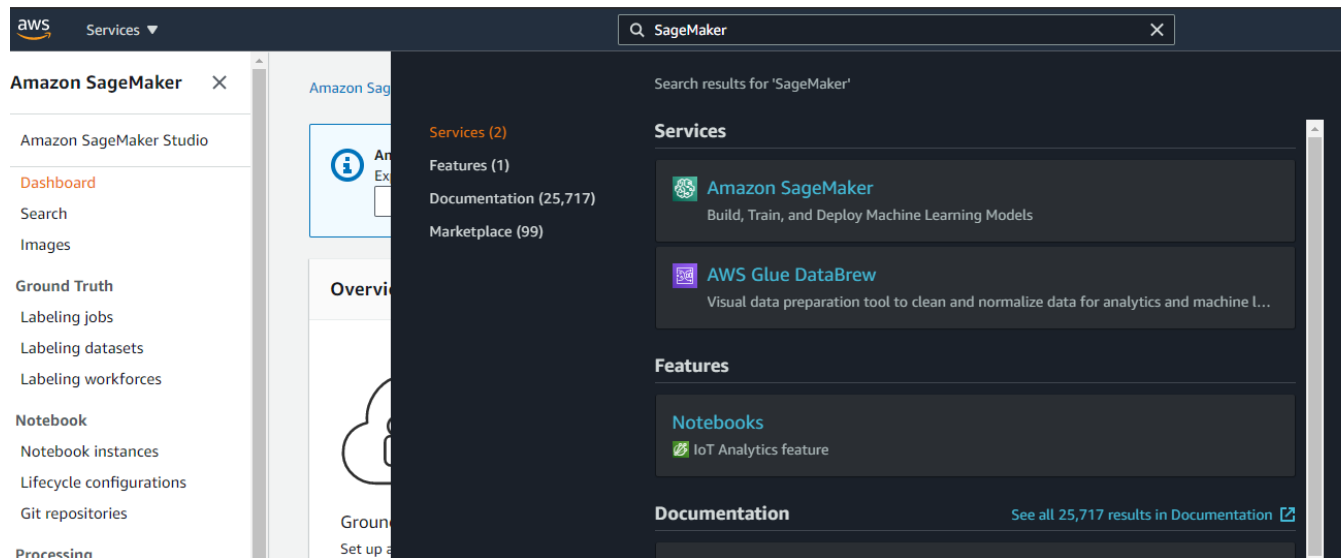 aws
Services ▼
SageMaker
Amazon SageMaker
Amazon SageMaker Studio
Dashboard
Search
Images
Ground Truth
Labeling jobs
Labeling datasets
Labeling workforces
Notebook
Notebook instances
Lifecycle configurations
Git repositories
Processing
Amazon Sag
An
Ex
Overvi
Groun
Set up a
Search results for 'SageMaker'
Services (2)
Features (1)
Documentation (25,717)
Marketplace (99)
Services
Amazon SageMaker
Build, Train, and Deploy Machine Learning Models
AWS Glue DataBrew
Visual data preparation tool to clean and normalize data for analytics and machine l...
Features
Notebooks
IoT Analytics feature
Documentation
See all 25,717 results in Documentation